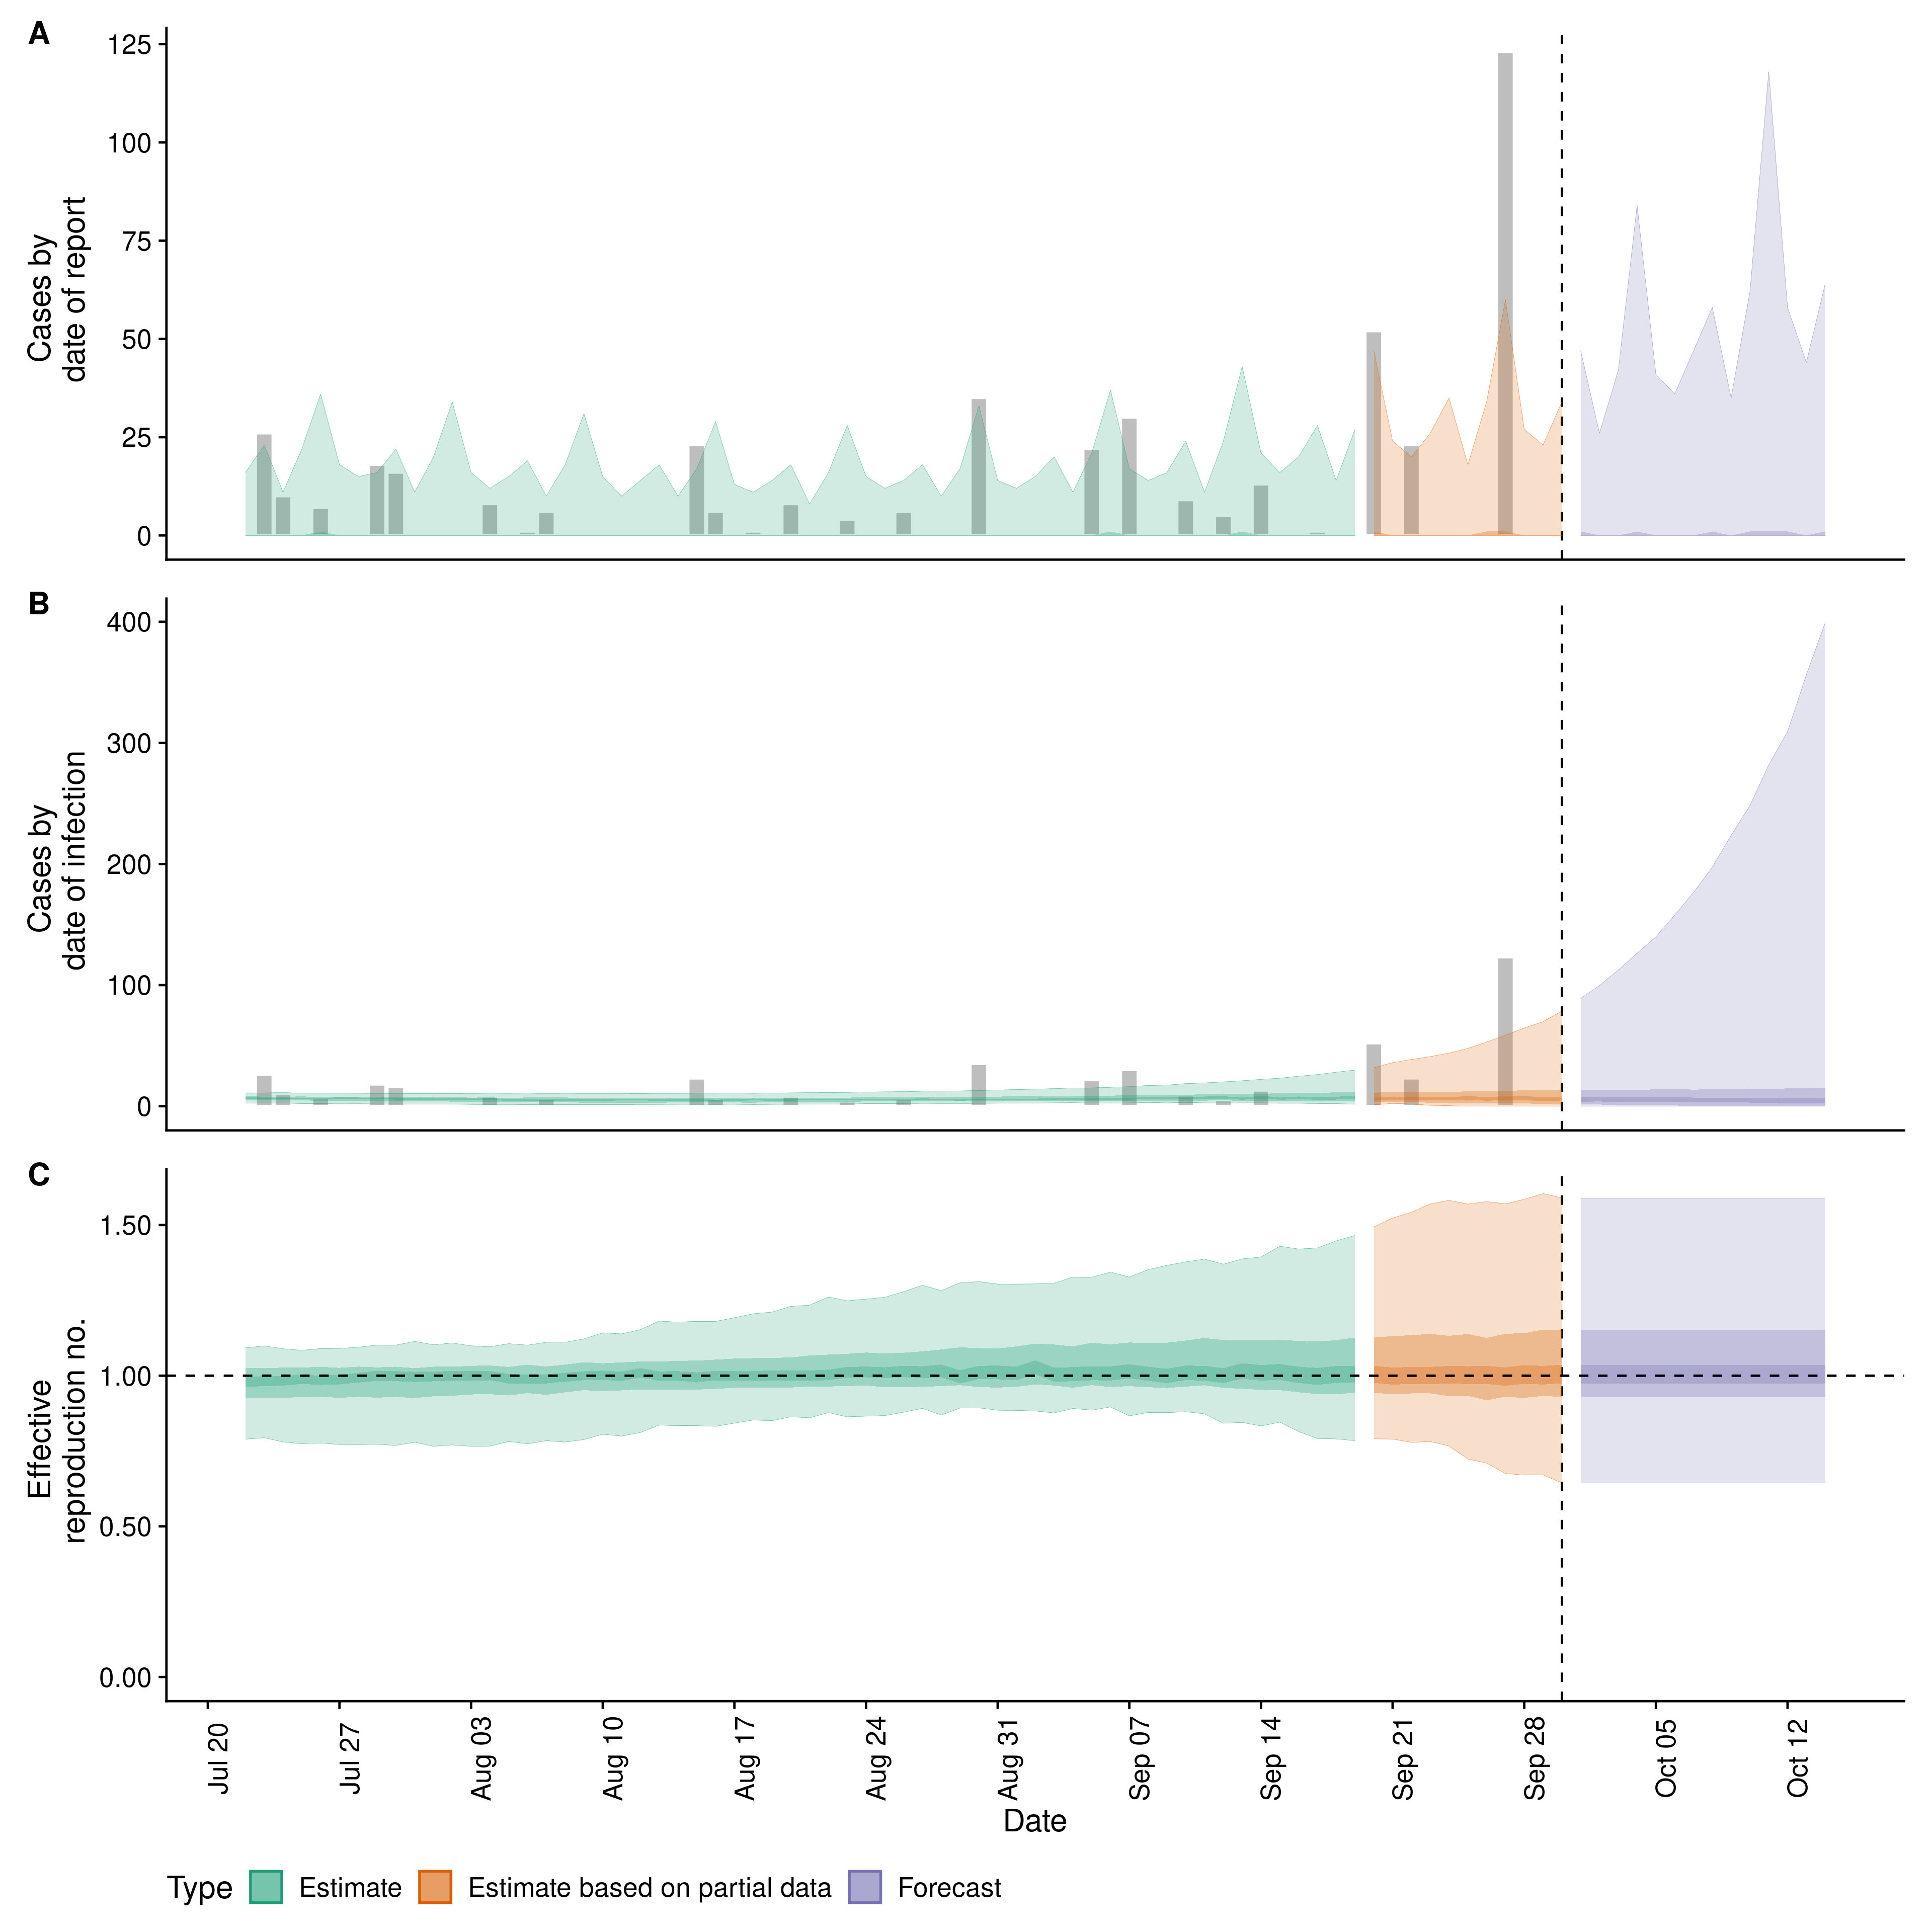 A
Cases by
date of report
125
100
75
50
25
0
B
Cases by
date of infection
400
300
200
100
0
C
Effective
reproduction no.
1.50
1.00
0.50
0.00
Jul 20
Jul 27
Aug 03
Aug 10
Aug 17
Aug 24
Aug 31
Sep 07
Sep 14
Sep 21
Sep 28
Oct 05
Oct 12
Date
Type Estimate Estimate based on partial data Forecast